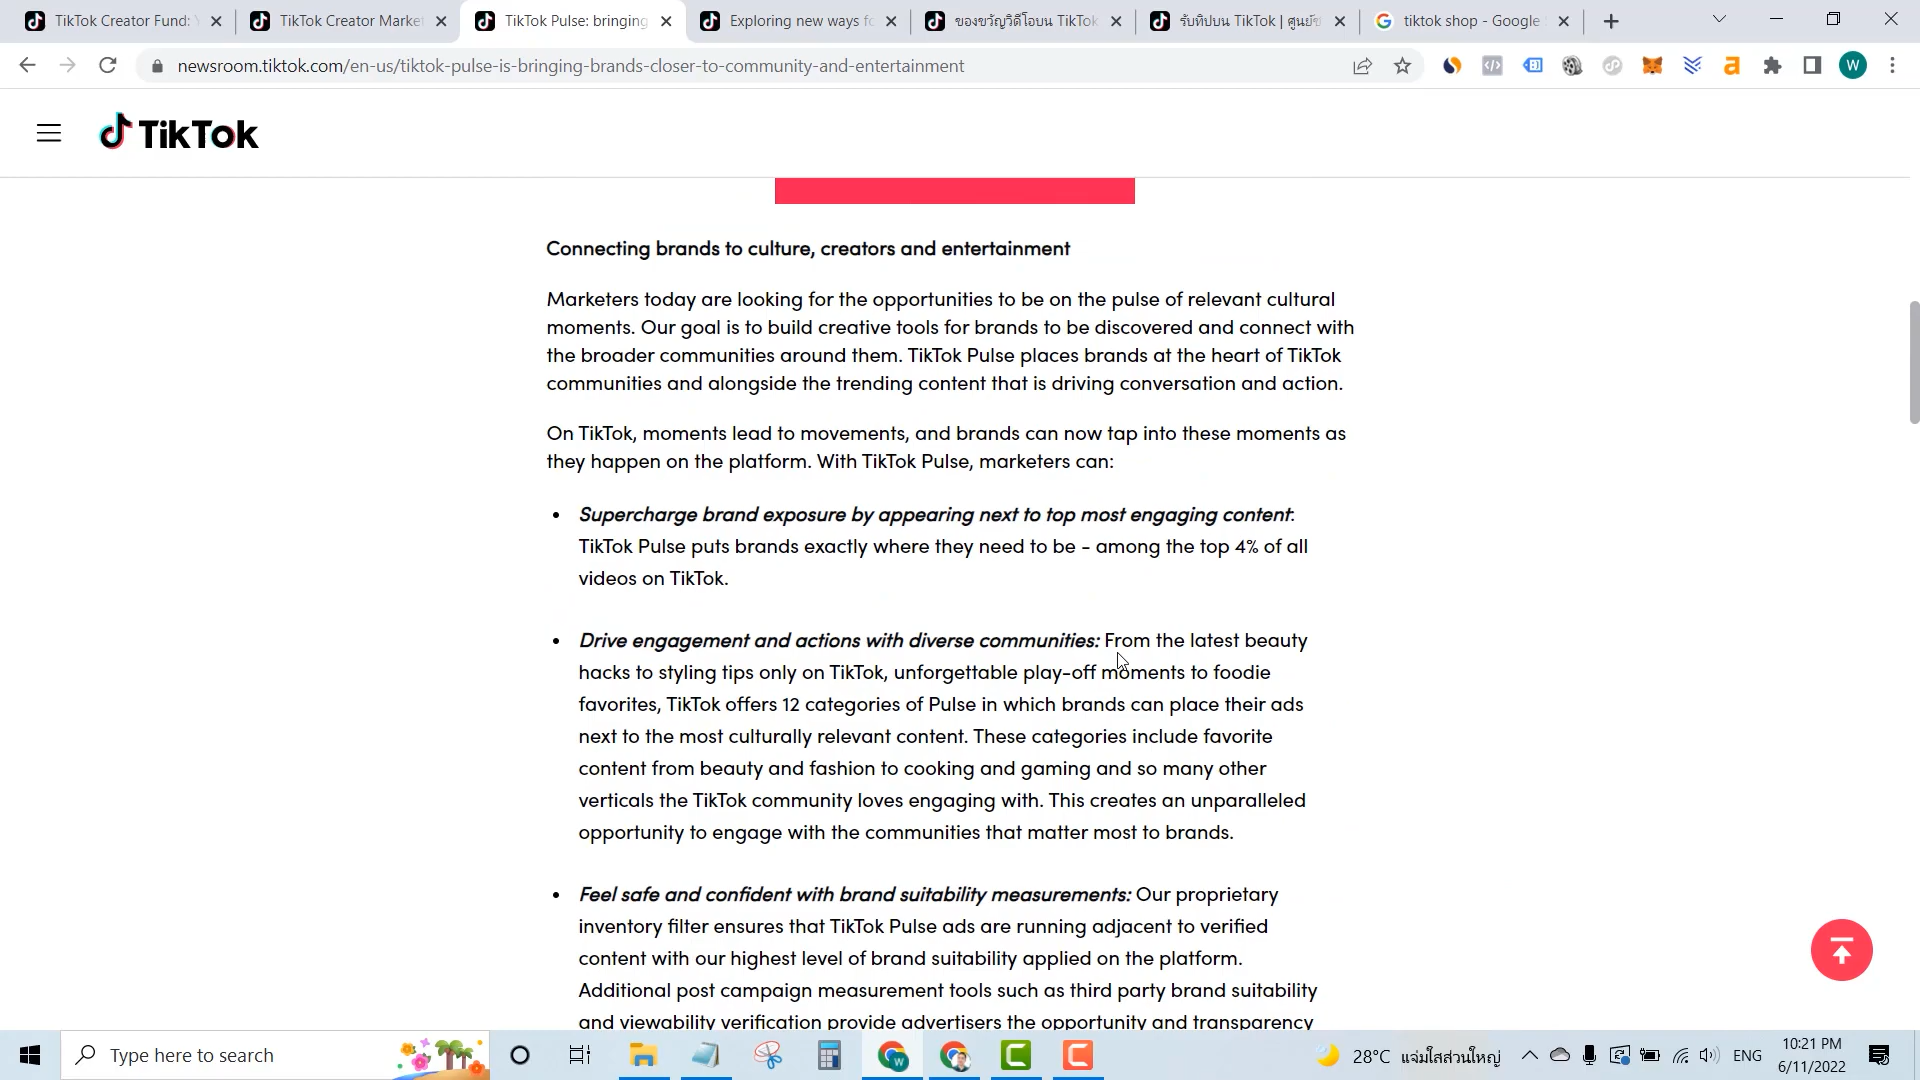 TikTok Creator Fund:
TikTok Creator Market
TikTok Pulse: bringing
Exploring new ways fo
ของขวัญวิดีโอบน TikTok
รับทิปบน TikTok | ศูนย์ช
tiktok shop - Google
newsroom.tiktok.com/en-us/tiktok-pulse-is-bringing-brands-closer-to-community-and-entertainment
W
TikTok
Connecting brands to culture, creators and entertainment
Marketers today are looking for the opportunities to be on the pulse of relevant cultural
moments. Our goal is to build creative tools for brands to be discovered and connect with
the broader communities around them. TikTok Pulse places brands at the heart of TikTok
communities and alongside the trending content that is driving conversation and action.
On TikTok, moments lead to movements, and brands can now tap into these moments as
they happen on the platform. With TikTok Pulse, marketers can:
• Supercharge brand exposure by appearing next to top most engaging content:
TikTok Pulse puts brands exactly where they need to be - among the top 4% of all
videos on TikTok.
• Drive engagement and actions with diverse communities: From the latest beauty
hacks to styling tips only on TikTok, unforgettable play-off moments to foodie
favorites, TikTok offers 12 categories of Pulse in which brands can place their ads
next to the most culturally relevant content. These categories include favorite
content from beauty and fashion to cooking and gaming and so many other
verticals the TikTok community loves engaging with. This creates an unparalleled
opportunity to engage with the communities that matter most to brands.
• Feel safe and confident with brand suitability measurements: Our proprietary
inventory filter ensures that TikTok Pulse ads are running adjacent to verified
content with our highest level of brand suitability applied on the platform.
Additional post campaign measurement tools such as third party brand suitability
and viewability verification provide advertisers the opportunity and transparency
Type here to search
28°C แจ่มใสส่วนใหญ่
ENG
10:21 PM
6/11/2022